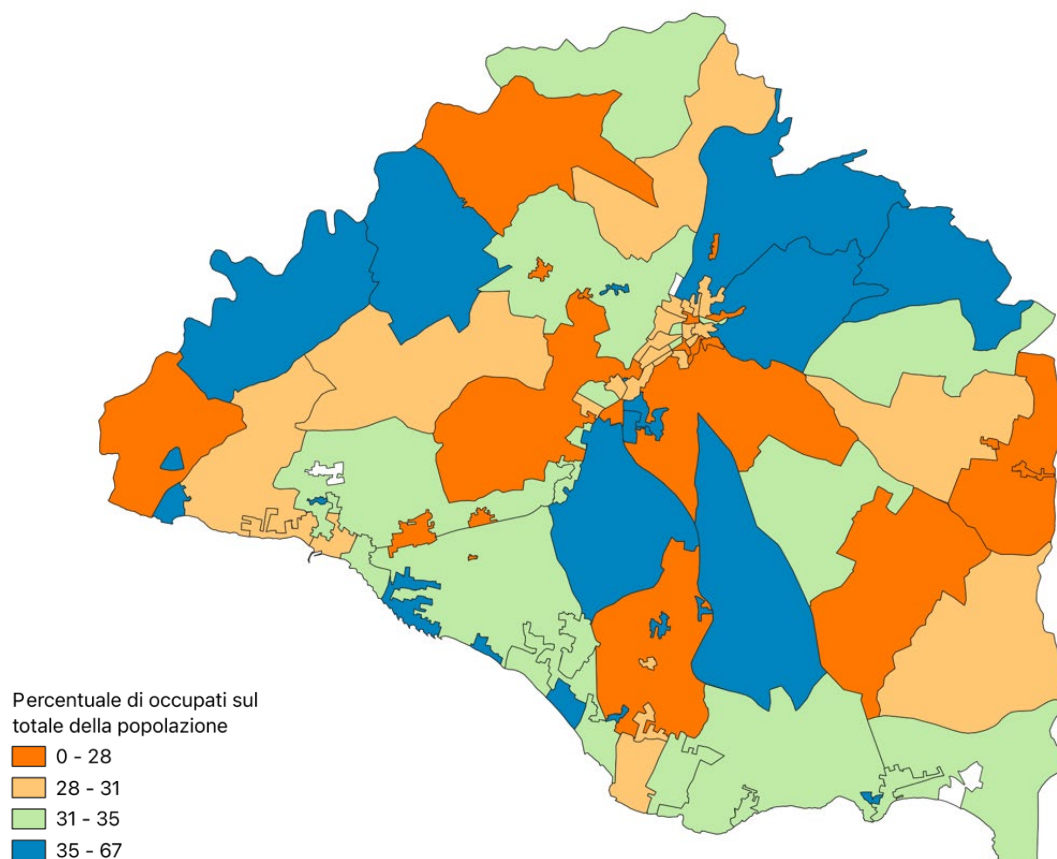 Percentuale di occupati sul
totale della popolazione
0 - 28
28 - 31
31 - 35
35 - 67